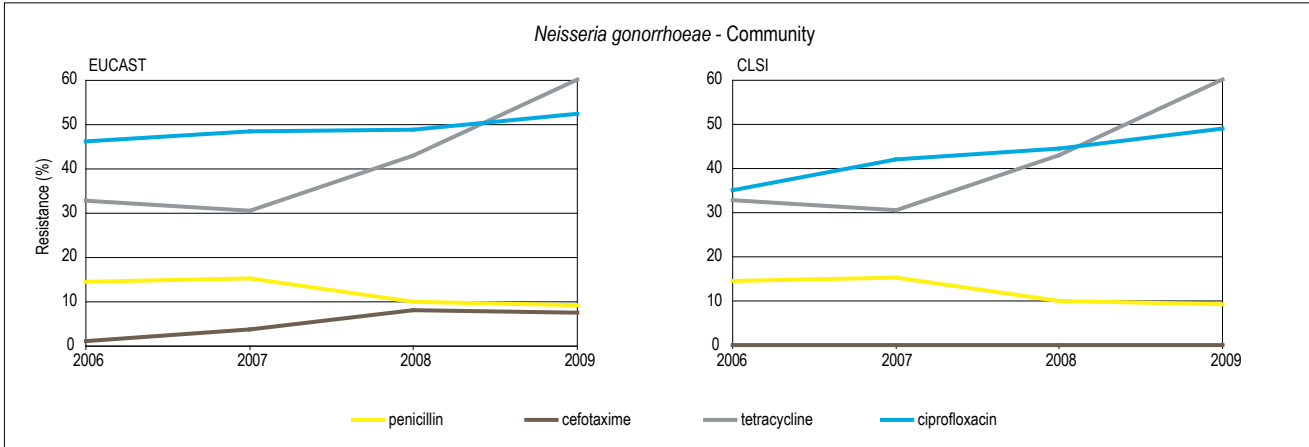 Neisseria gonorrhoeae - Community
EUCAST
60
50
40
30
20
10
0
Resistance (%)
2006 2007 2008 2009
CLSI
60
50
40
30
20
10
0
2006 2007 2008 2009
penicillin cefotaxime tetracycline ciprofloxacin